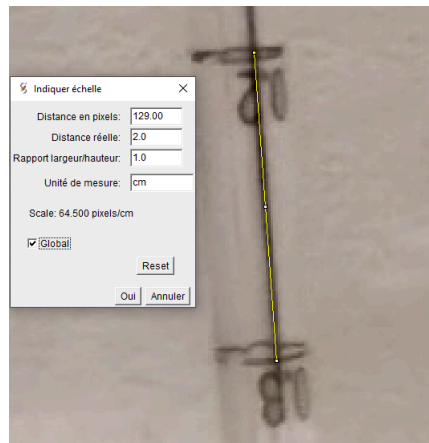 Indiquer échelle
Distance en pixels: 129.00
Distance réelle: 2.0
Rapport largeur/hauteur: 1.0
Unité de mesure: cm
Scale: 64.500 pixels/cm
Global
Reset
Oui Annuler